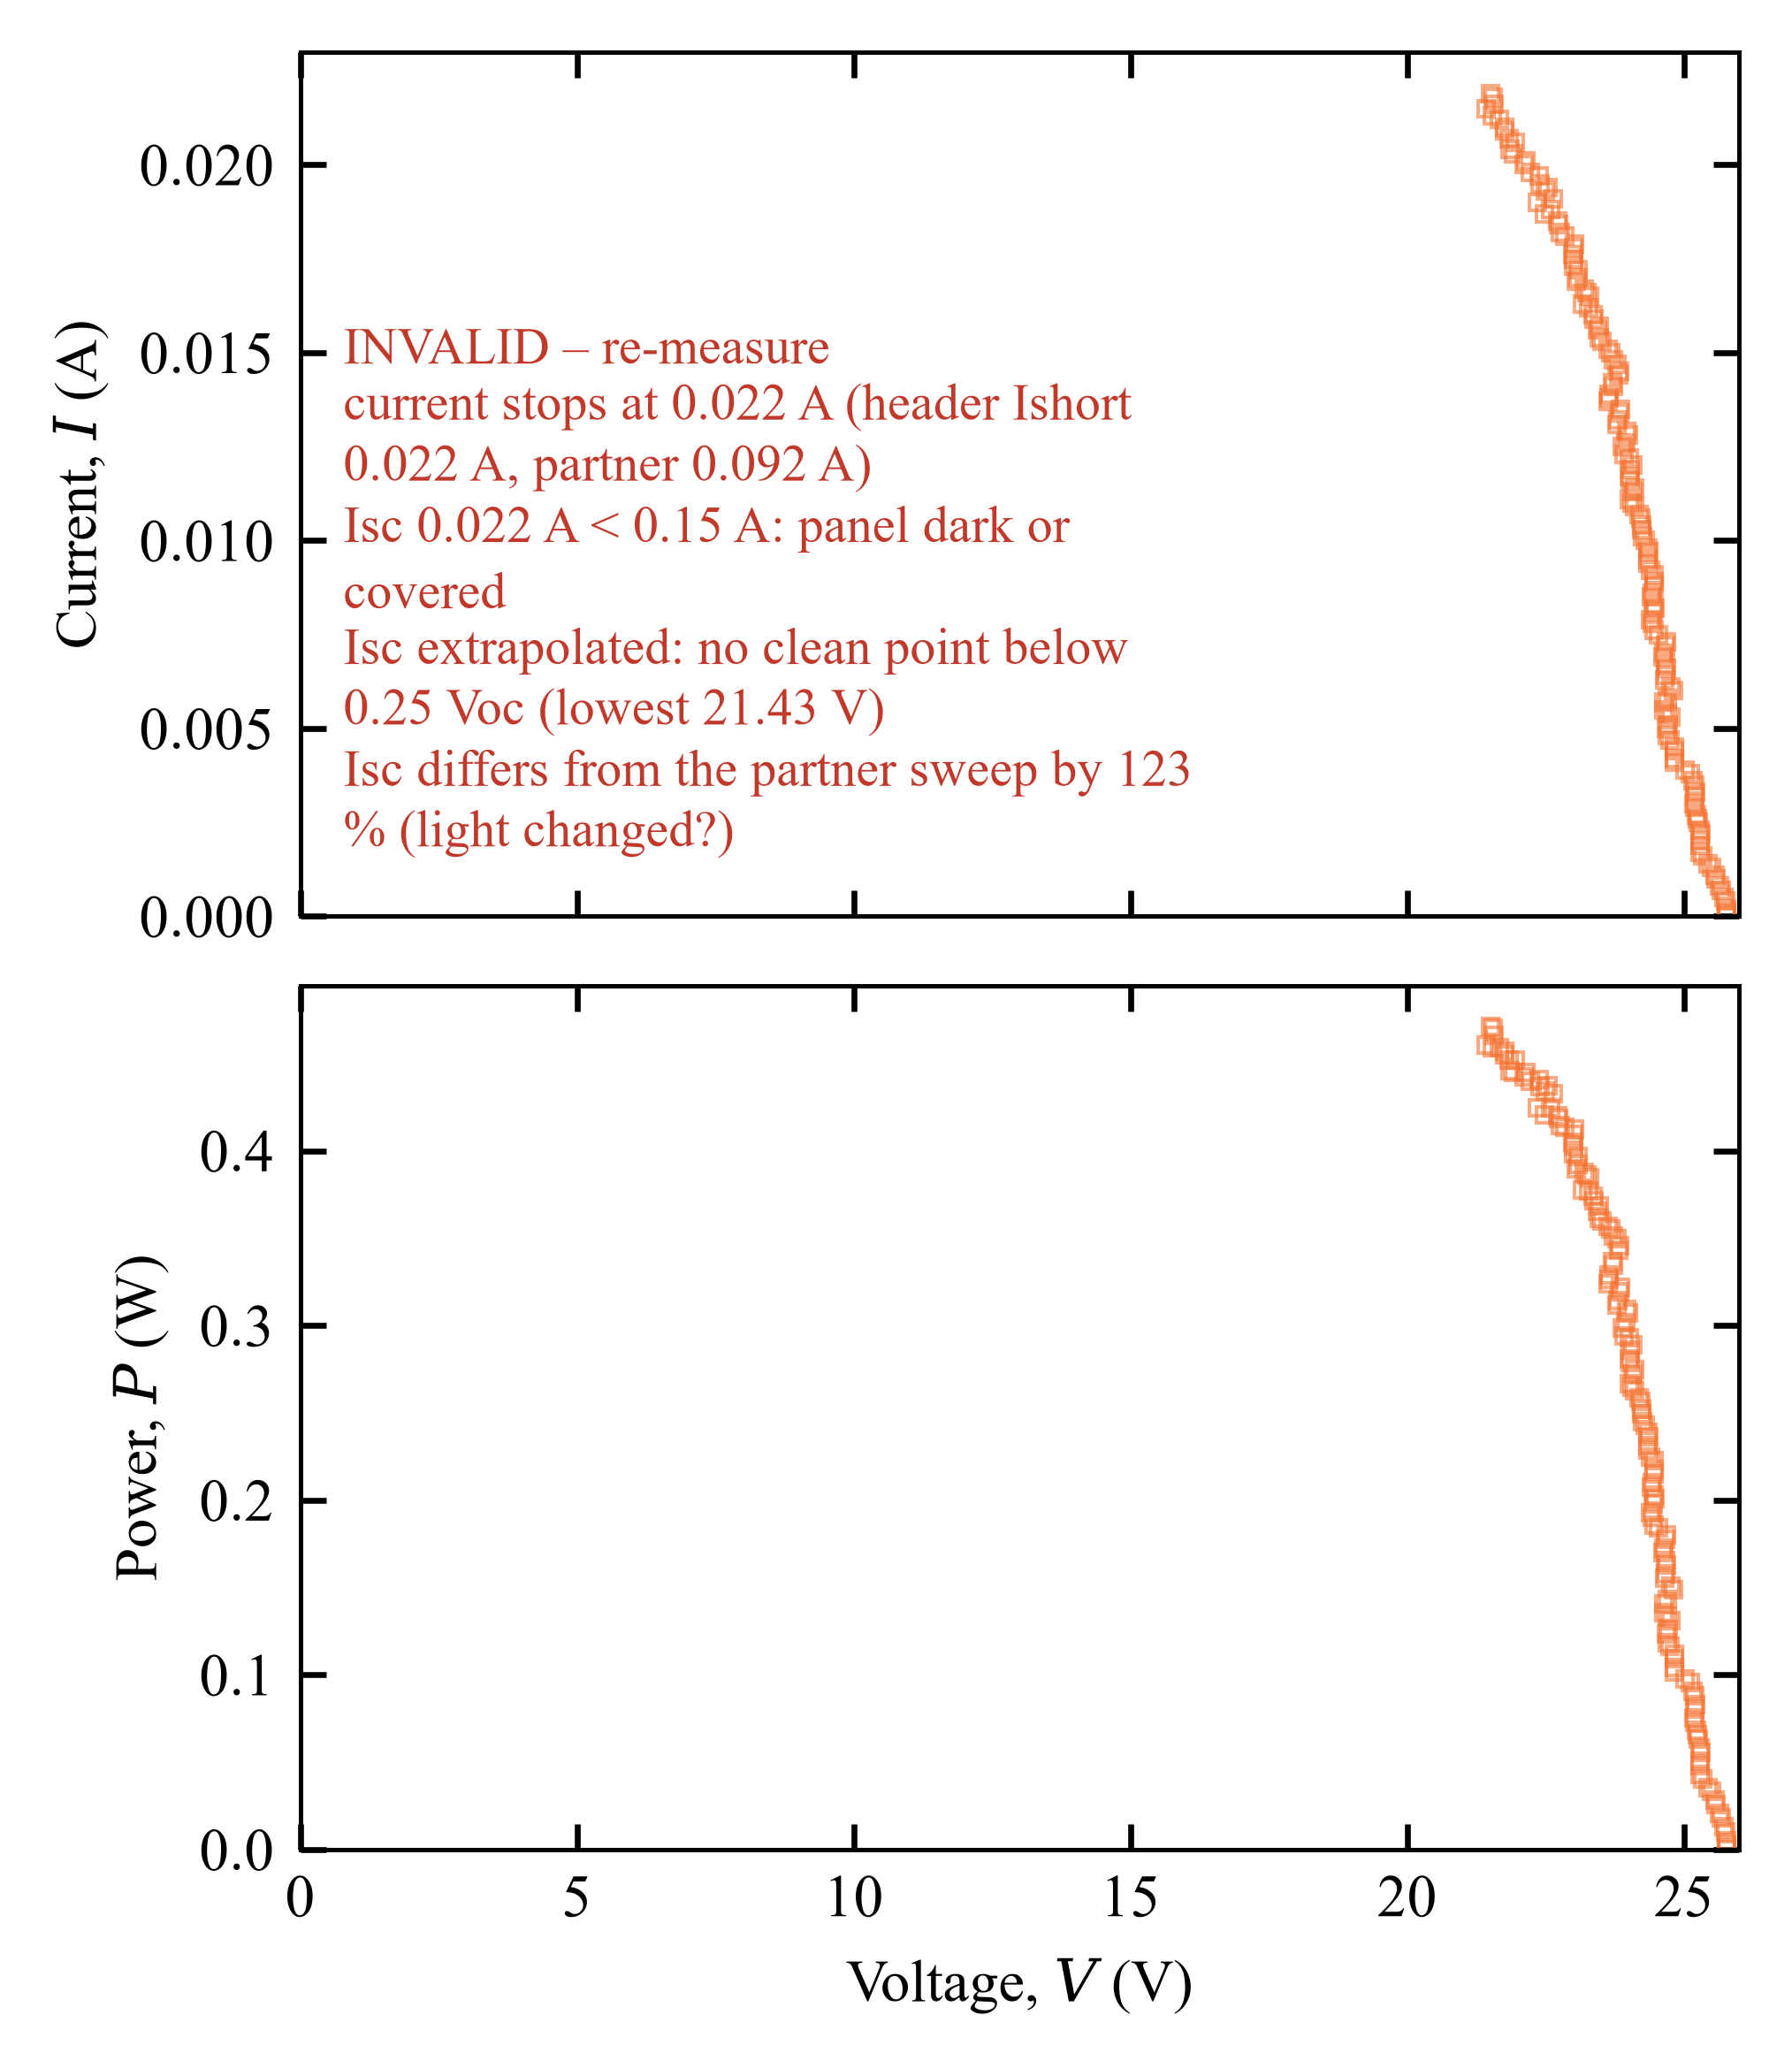 0.020
0.015
0.010
0.005
0.000
Current, I (A)
INVALID – re-measure
current stops at 0.022 A (header Ishort
0.022 A, partner 0.092 A)
Isc 0.022 A < 0.15 A: panel dark or
covered
Isc extrapolated: no clean point below
0.25 Voc (lowest 21.43 V)
Isc differs from the partner sweep by 123
% (light changed?)
0.4
0.3
0.2
0.1
0.0
Power, P (W)
0 5 10 15 20 25
Voltage, V (V)